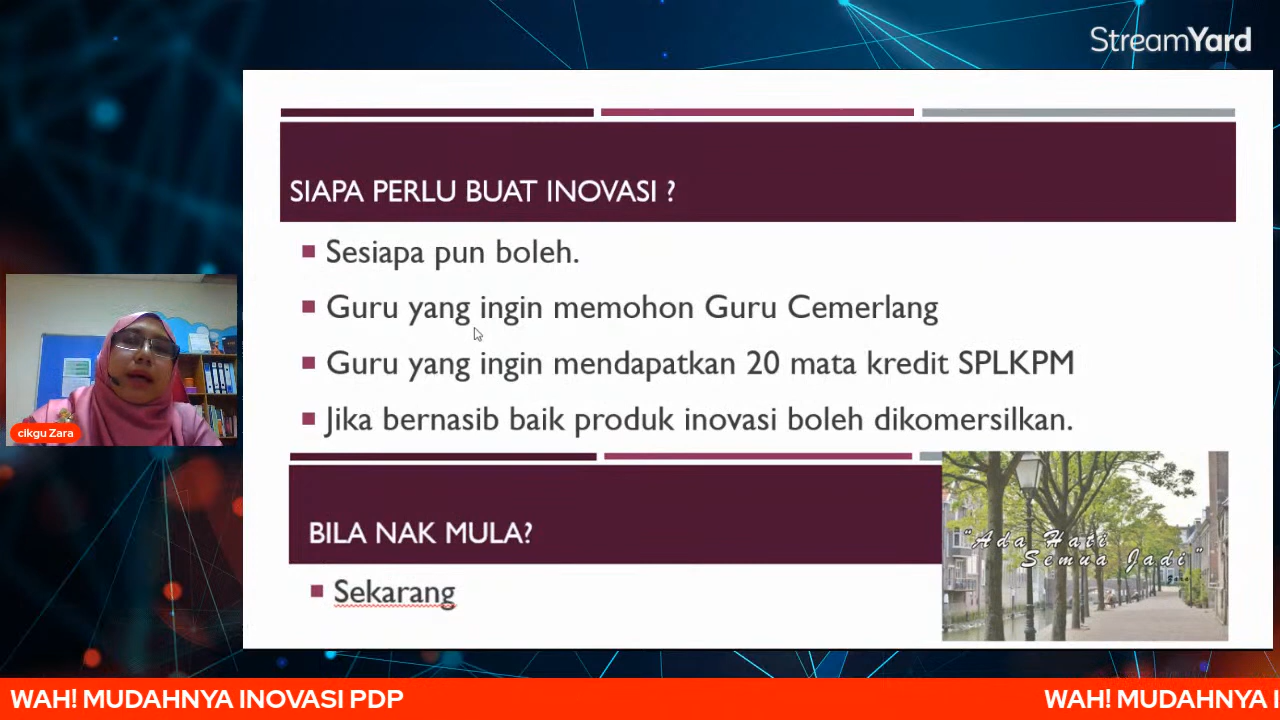 StreamYard
SIAPA PERLU BUAT INOVASI ?
Sesiapa pun boleh.
Guru yang ingin memohon Guru Cemerlang
Guru yang ingin mendapatkan 20 mata kredit SPLKPM
Jika bernasib baik produk inovasi boleh dikomersilkan.
BILA NAK MULA?
"Ada Hati
Semua Jadi"
Sekarang
cikgu Zara
WAH! MUDAHNYA INOVASI PDP
WAH! MUDAHNYA I